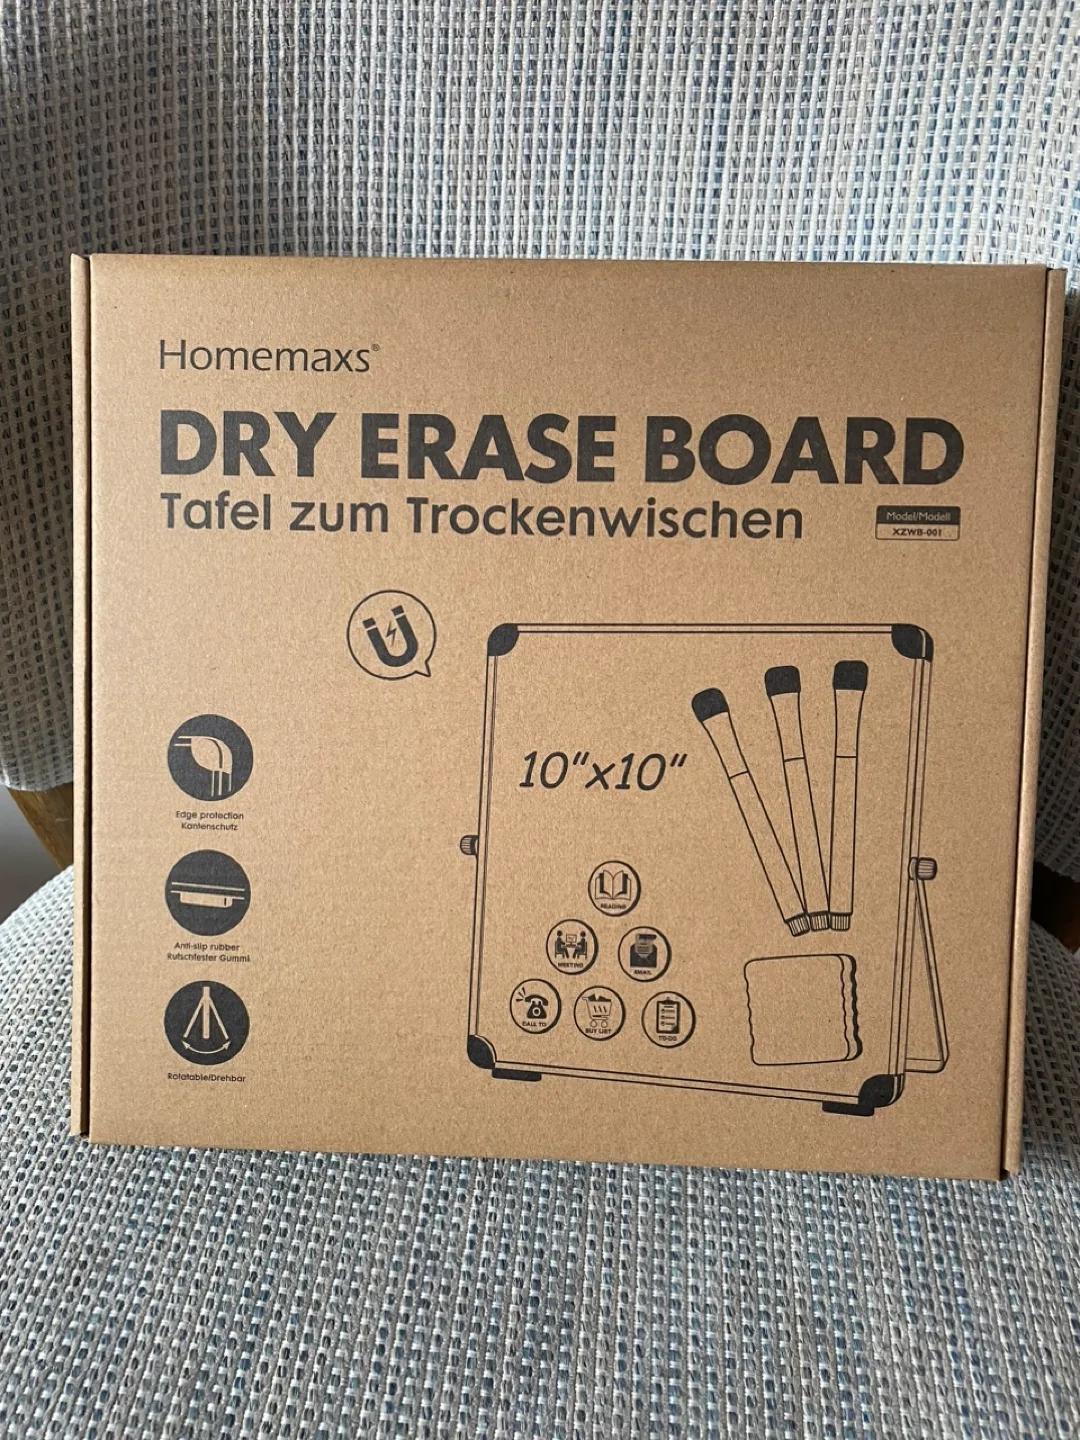 Homemaxs®
DRY ERASE BOARD
Tafel zum Trockenwischen
Model/Modell
XZWB-001
10"x10"
Edge protection
Kantenschutz
READING
Anti-slip rubber
Rutschfester Gummi
MEETING
EMAIL
CALL TO
BUY LIST
TO-DO
Rotatable/Drehbar